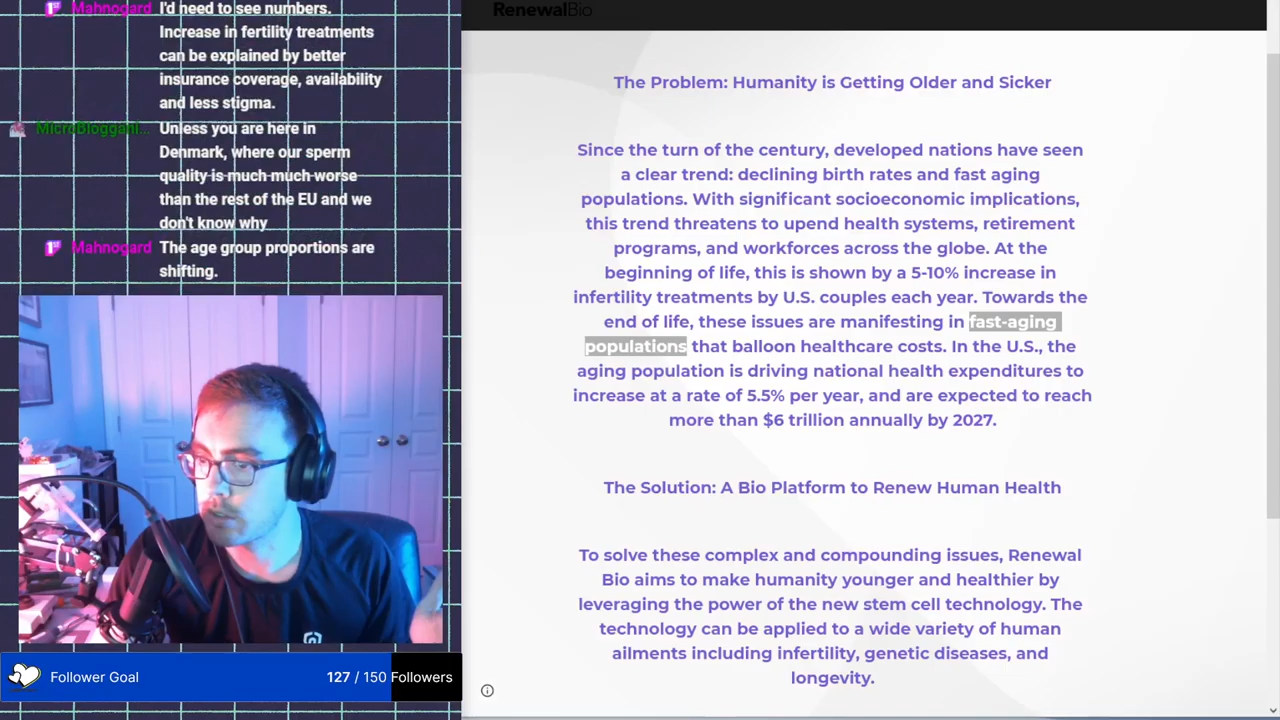 Mahnogard I'd need to see numbers.
Increase in fertility treatments
can be explained by better
insurance coverage, availability
and less stigma.
MicroBloggani... Unless you are here in
Denmark, where our sperm
quality is much much worse
than the rest of the EU and we
don't know why
Mahnogard The age group proportions are
shifting.
Follower Goal 127 / 150 Followers
RenewalBio
The Problem: Humanity is Getting Older and Sicker
Since the turn of the century, developed nations have seen
a clear trend: declining birth rates and fast aging
populations. With significant socioeconomic implications,
this trend threatens to upend health systems, retirement
programs, and workforces across the globe. At the
beginning of life, this is shown by a 5-10% increase in
infertility treatments by U.S. couples each year. Towards the
end of life, these issues are manifesting in fast-aging
populations that balloon healthcare costs. In the U.S., the
aging population is driving national health expenditures to
increase at a rate of 5.5% per year, and are expected to reach
more than $6 trillion annually by 2027.
The Solution: A Bio Platform to Renew Human Health
To solve these complex and compounding issues, Renewal
Bio aims to make humanity younger and healthier by
leveraging the power of the new stem cell technology. The
technology can be applied to a wide variety of human
ailments including infertility, genetic diseases, and
longevity.